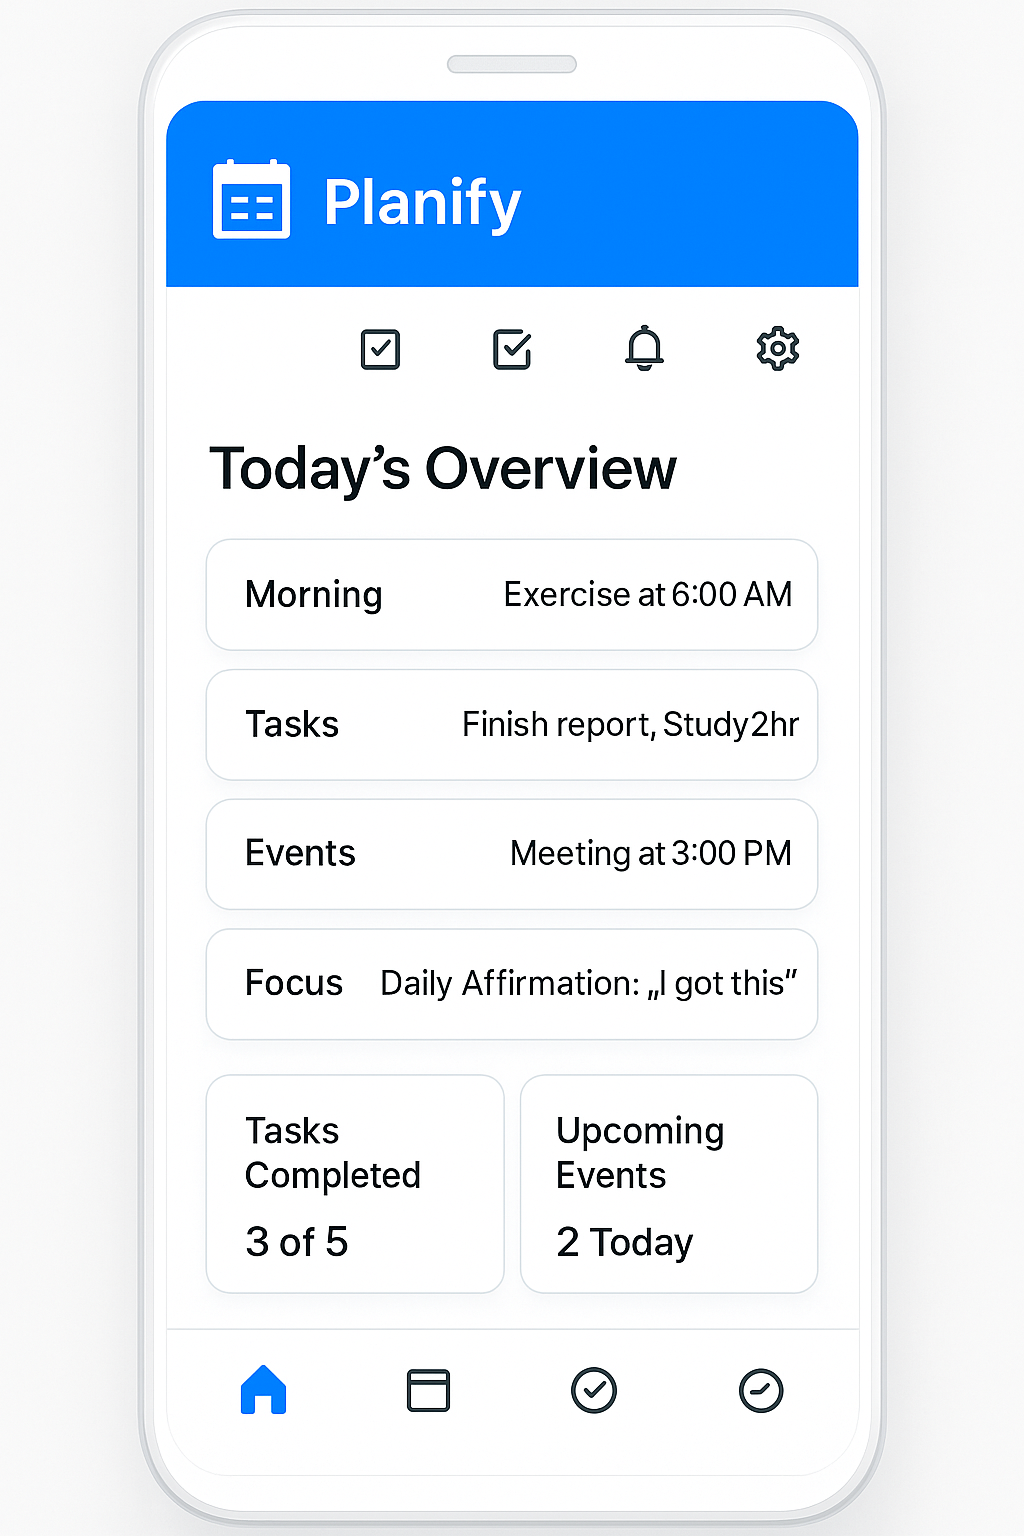 Planify
Today’s Overview
Morning Exercise at 6:00 AM
Tasks Finish report, Study2hr
Events Meeting at 3:00 PM
Focus Daily Affirmation: „I got this”
Tasks
Completed
3 of 5
Upcoming
Events
2 Today